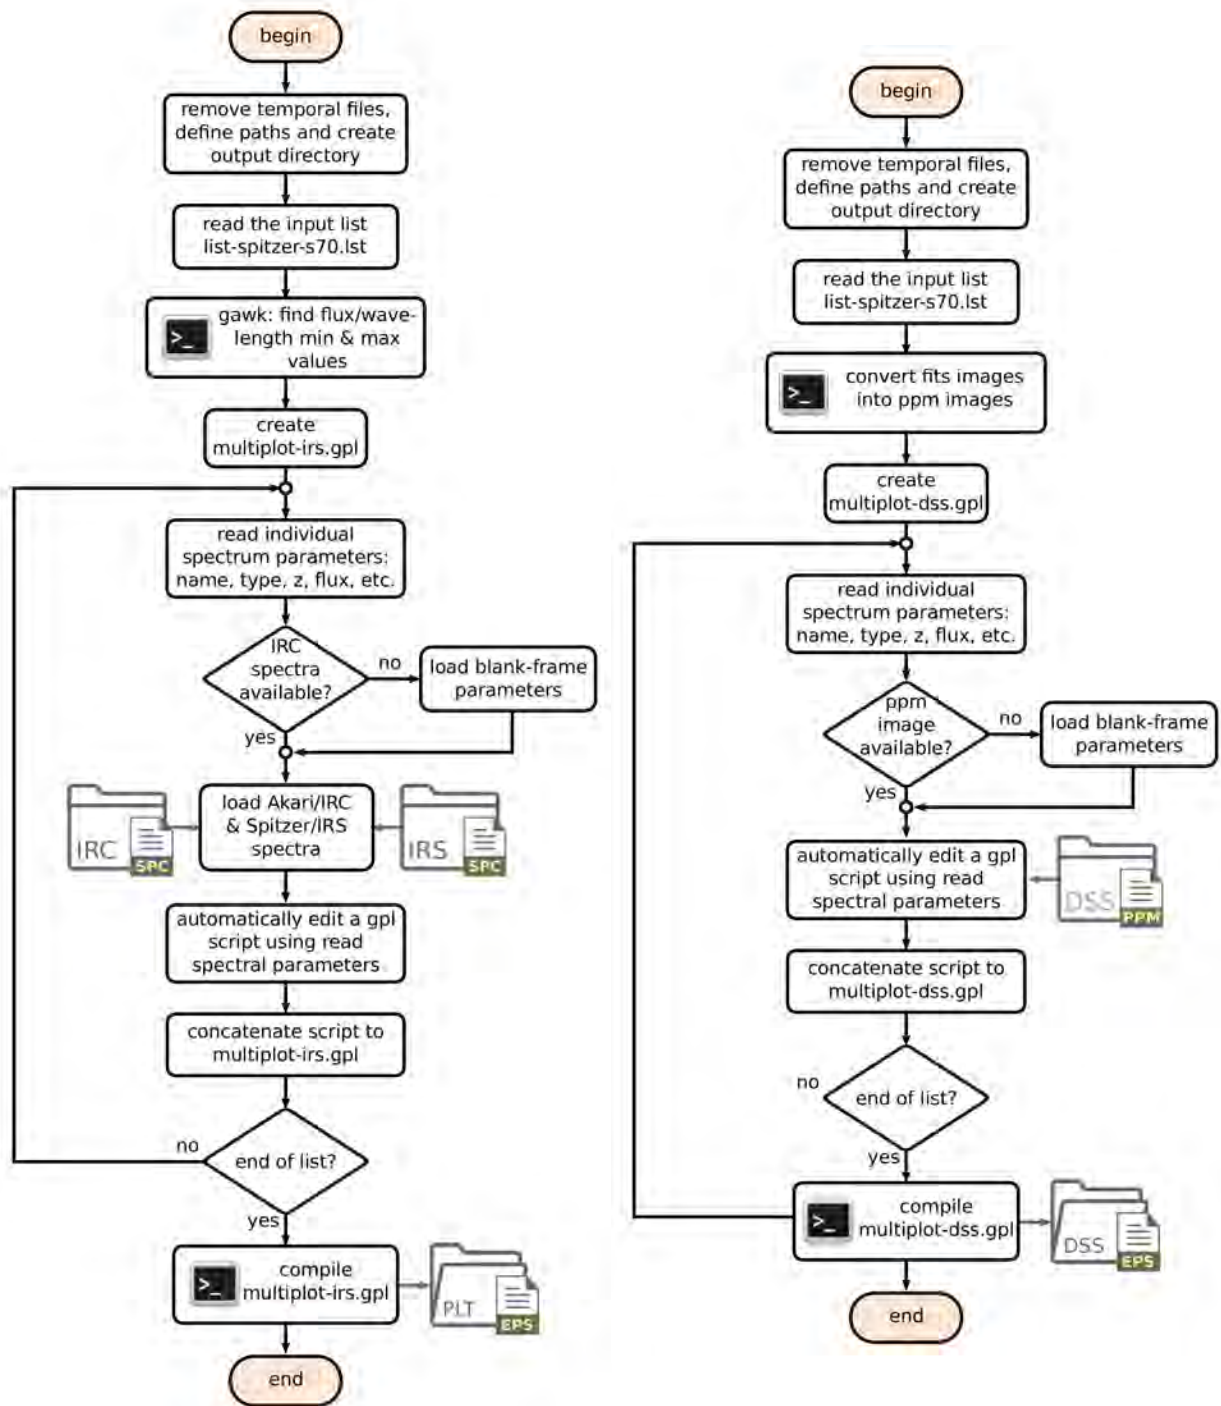 begin
remove temporal files,
define paths and create
output directory
read the input list
list-spitzer-s70.lst
gawk: find flux/wave-
length min & max
values
create
multiplot-irs.gpl
read individual
spectrum parameters:
name, type, z, flux, etc.
IRC
spectra
available?
no
load blank-frame
parameters
yes
IRC
SPC
load Akari/IRC
& Spitzer/IRS
spectra
IRS
SPC
automatically edit a gpl
script using read
spectral parameters
concatenate script to
multiplot-irs.gpl
no
end of list?
yes
>_
compile
multiplot-irs.gpl
PLT
EPS
end
begin
remove temporal files,
define paths and create
output directory
read the input list
list-spitzer-s70.lst
>_
convert fits images
into ppm images
create
multiplot-dss.gpl
read individual
spectrum parameters:
name, type, z, flux, etc.
ppm
image
available?
no
load blank-frame
parameters
yes
automatically edit a gpl
script using read
spectral parameters
DSS
PPM
concatenate script to
multiplot-dss.gpl
no
end of list?
yes
>_
compile
multiplot-dss.gpl
DSS
EPS
end